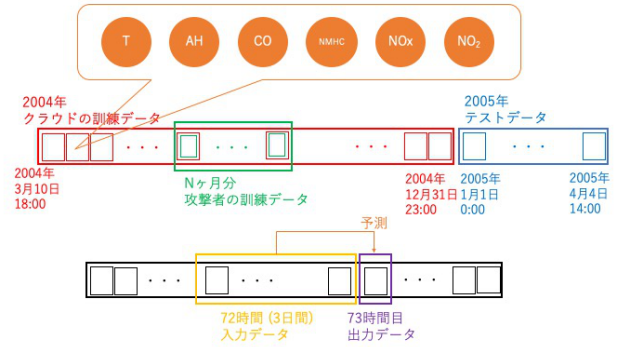 T AH CO NMHC NOx NO₂
2004年
クラウドの訓練データ
2005年
テストデータ
・・・ ・・・ ・・・ ・・・
2004年
3月10日
18:00
Nヶ月分
攻撃者の訓練データ
2004年
12月31日
23:00
2005年
1月1日
0:00
2005年
4月4日
14:00
予測
・・・ ・・・ ・・・
72時間 (3日間)
入力データ
73時間目
出力データ